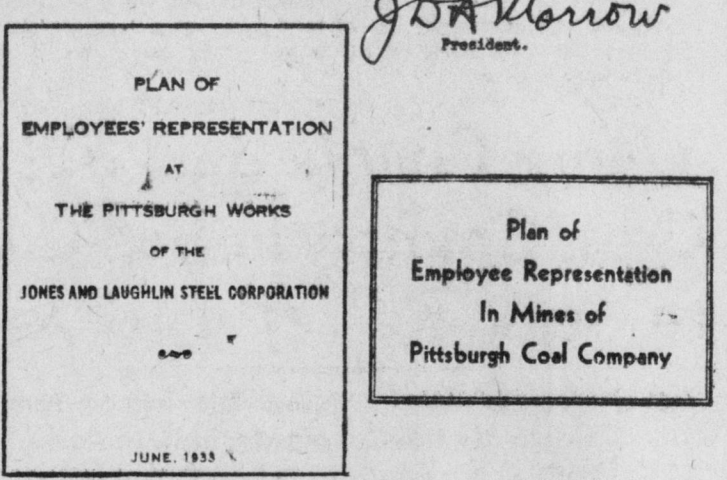 PLAN OF
EMPLOYEES' REPRESENTATION
AT
THE PITTSBURGH WORKS
OF THE
JONES AND LAUGHLIN STEEL CORPORATION
JUNE, 1933
J D A Morrow
President.
Plan of
Employee Representation
In Mines of
Pittsburgh Coal Company